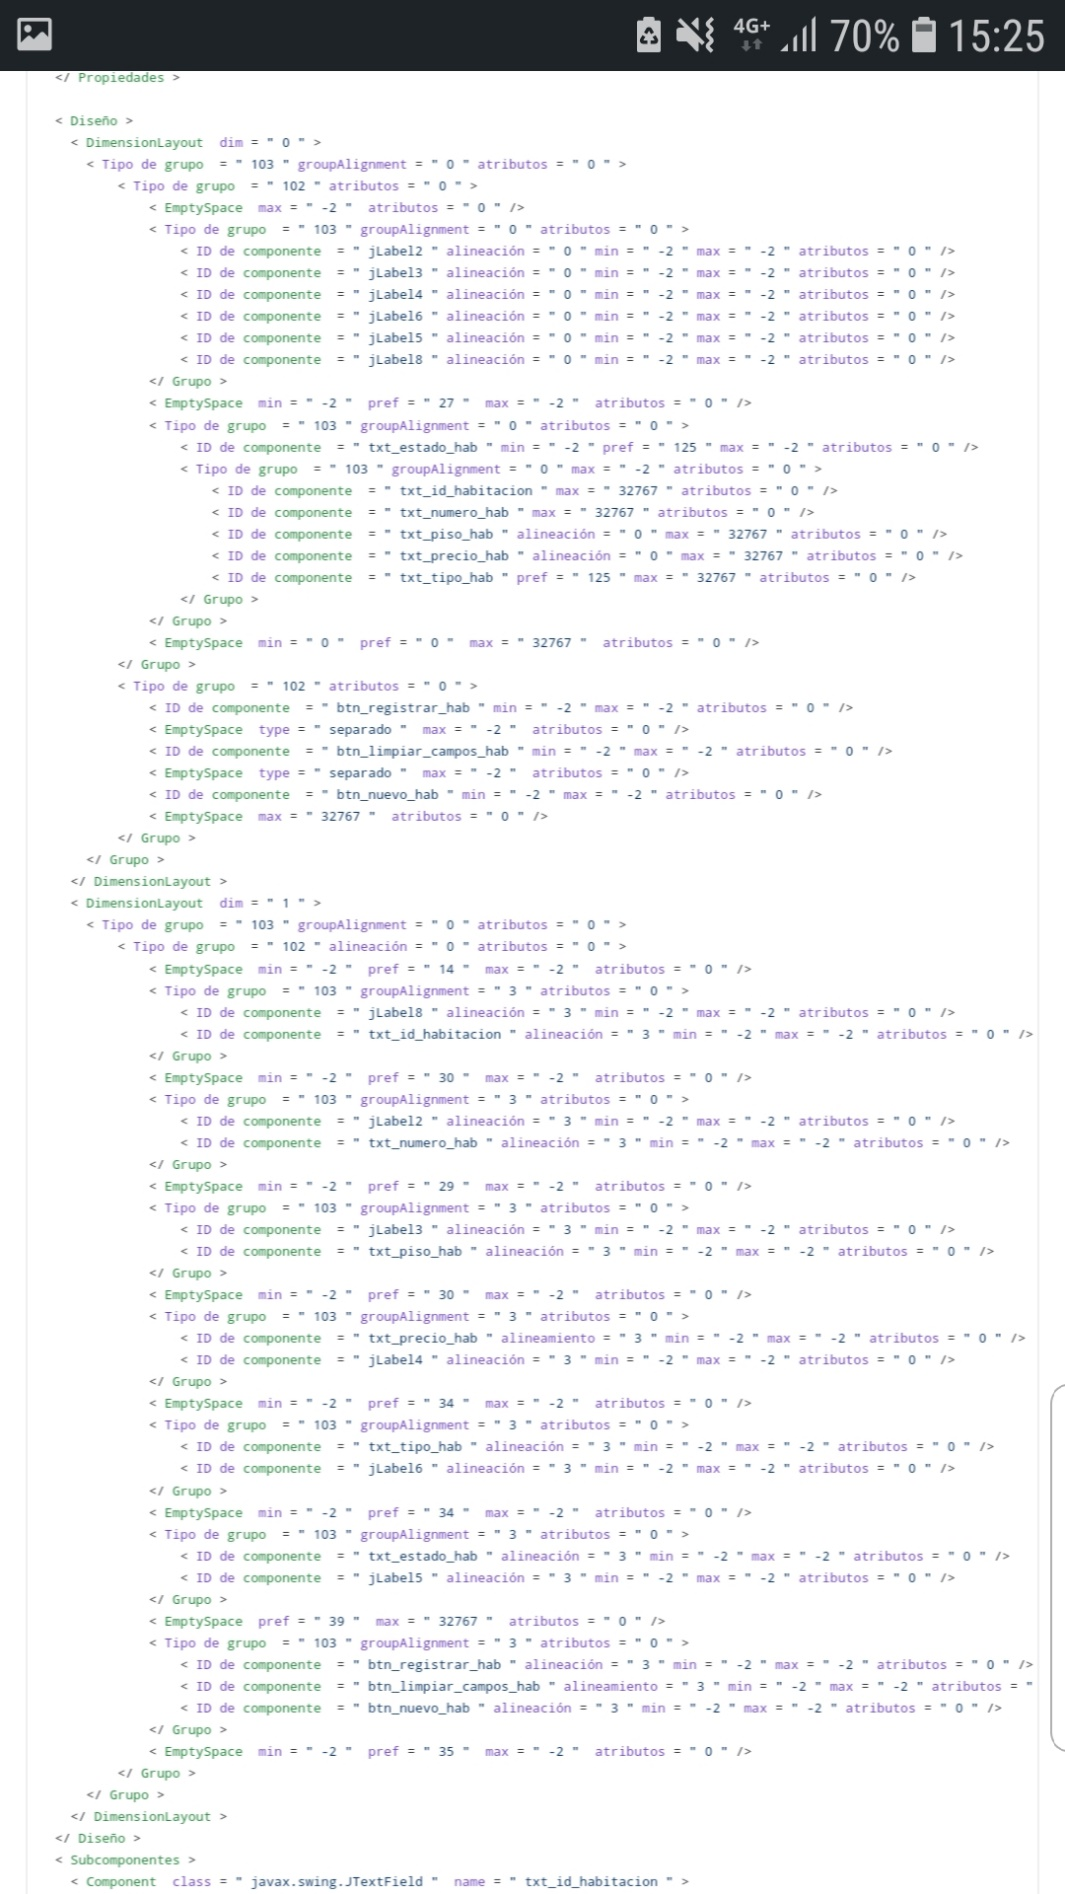 4G+ 70% 15:25
</ Propiedades >
< Diseño >
< DimensionLayout dim = " 0 " >
< Tipo de grupo = " 103 " groupAlignment = " 0 " atributos = " 0 " >
< Tipo de grupo = " 102 " atributos = " 0 " >
< EmptySpace max = " -2 " atributos = " 0 " />
< Tipo de grupo = " 103 " groupAlignment = " 0 " atributos = " 0 " >
< ID de componente = " jLabel2 " alineación = " 0 " min = " -2 " max = " -2 " atributos = " 0 " />
< ID de componente = " jLabel3 " alineación = " 0 " min = " -2 " max = " -2 " atributos = " 0 " />
< ID de componente = " jLabel4 " alineación = " 0 " min = " -2 " max = " -2 " atributos = " 0 " />
< ID de componente = " jLabel6 " alineación = " 0 " min = " -2 " max = " -2 " atributos = " 0 " />
< ID de componente = " jLabel5 " alineación = " 0 " min = " -2 " max = " -2 " atributos = " 0 " />
< ID de componente = " jLabel8 " alineación = " 0 " min = " -2 " max = " -2 " atributos = " 0 " />
</ Grupo >
< EmptySpace min = " -2 " pref = " 27 " max = " -2 " atributos = " 0 " />
< Tipo de grupo = " 103 " groupAlignment = " 0 " atributos = " 0 " >
< ID de componente = " txt_estado_hab " min = " -2 " pref = " 125 " max = " -2 " atributos = " 0 " />
< Tipo de grupo = " 103 " groupAlignment = " 0 " max = " -2 " atributos = " 0 " >
< ID de componente = " txt_id_habitacion " max = " 32767 " atributos = " 0 " />
< ID de componente = " txt_numero_hab " max = " 32767 " atributos = " 0 " />
< ID de componente = " txt_piso_hab " alineación = " 0 " max = " 32767 " atributos = " 0 " />
< ID de componente = " txt_precio_hab " alineación = " 0 " max = " 32767 " atributos = " 0 " />
< ID de componente = " txt_tipo_hab " pref = " 125 " max = " 32767 " atributos = " 0 " />
</ Grupo >
</ Grupo >
< EmptySpace min = " 0 " pref = " 0 " max = " 32767 " atributos = " 0 " />
</ Grupo >
< Tipo de grupo = " 102 " atributos = " 0 " >
< ID de componente = " btn_registrar_hab " min = " -2 " max = " -2 " atributos = " 0 " />
< EmptySpace type = " separado " max = " -2 " atributos = " 0 " />
< ID de componente = " btn_limpiar_campos_hab " min = " -2 " max = " -2 " atributos = " 0 " />
< EmptySpace type = " separado " max = " -2 " atributos = " 0 " />
< ID de componente = " btn_nuevo_hab " min = " -2 " max = " -2 " atributos = " 0 " />
< EmptySpace max = " 32767 " atributos = " 0 " />
</ Grupo >
</ Grupo >
</ DimensionLayout >
< DimensionLayout dim = " 1 " >
< Tipo de grupo = " 103 " groupAlignment = " 0 " atributos = " 0 " >
< Tipo de grupo = " 102 " alineación = " 0 " atributos = " 0 " >
< EmptySpace min = " -2 " pref = " 14 " max = " -2 " atributos = " 0 " />
< Tipo de grupo = " 103 " groupAlignment = " 3 " atributos = " 0 " >
< ID de componente = " jLabel8 " alineación = " 3 " min = " -2 " max = " -2 " atributos = " 0 " />
< ID de componente = " txt_id_habitacion " alineación = " 3 " min = " -2 " max = " -2 " atributos = " 0 " />
</ Grupo >
< EmptySpace min = " -2 " pref = " 30 " max = " -2 " atributos = " 0 " />
< Tipo de grupo = " 103 " groupAlignment = " 3 " atributos = " 0 " >
< ID de componente = " jLabel2 " alineación = " 3 " min = " -2 " max = " -2 " atributos = " 0 " />
< ID de componente = " txt_numero_hab " alineación = " 3 " min = " -2 " max = " -2 " atributos = " 0 " />
</ Grupo >
< EmptySpace min = " -2 " pref = " 29 " max = " -2 " atributos = " 0 " />
< Tipo de grupo = " 103 " groupAlignment = " 3 " atributos = " 0 " >
< ID de componente = " jLabel3 " alineación = " 3 " min = " -2 " max = " -2 " atributos = " 0 " />
< ID de componente = " txt_piso_hab " alineación = " 3 " min = " -2 " max = " -2 " atributos = " 0 " />
</ Grupo >
< EmptySpace min = " -2 " pref = " 30 " max = " -2 " atributos = " 0 " />
< Tipo de grupo = " 103 " groupAlignment = " 3 " atributos = " 0 " >
< ID de componente = " txt_precio_hab " alineamiento = " 3 " min = " -2 " max = " -2 " atributos = " 0 " />
< ID de componente = " jLabel4 " alineación = " 3 " min = " -2 " max = " -2 " atributos = " 0 " />
</ Grupo >
< EmptySpace min = " -2 " pref = " 34 " max = " -2 " atributos = " 0 " />
< Tipo de grupo = " 103 " groupAlignment = " 3 " atributos = " 0 " >
< ID de componente = " txt_tipo_hab " alineación = " 3 " min = " -2 " max = " -2 " atributos = " 0 " />
< ID de componente = " jLabel6 " alineación = " 3 " min = " -2 " max = " -2 " atributos = " 0 " />
</ Grupo >
< EmptySpace min = " -2 " pref = " 34 " max = " -2 " atributos = " 0 " />
< Tipo de grupo = " 103 " groupAlignment = " 3 " atributos = " 0 " >
< ID de componente = " txt_estado_hab " alineación = " 3 " min = " -2 " max = " -2 " atributos = " 0 " />
< ID de componente = " jLabel5 " alineación = " 3 " min = " -2 " max = " -2 " atributos = " 0 " />
</ Grupo >
< EmptySpace pref = " 39 " max = " 32767 " atributos = " 0 " />
< Tipo de grupo = " 103 " groupAlignment = " 3 " atributos = " 0 " >
< ID de componente = " btn_registrar_hab " alineación = " 3 " min = " -2 " max = " -2 " atributos = " 0 " />
< ID de componente = " btn_limpiar_campos_hab " alineamiento = " 3 " min = " -2 " max = " -2 " atributos = "
< ID de componente = " btn_nuevo_hab " alineación = " 3 " min = " -2 " max = " -2 " atributos = " 0 " />
</ Grupo >
< EmptySpace min = " -2 " pref = " 35 " max = " -2 " atributos = " 0 " />
</ Grupo >
</ Grupo >
</ DimensionLayout >
</ Diseño >
< Subcomponentes >
< Component class = " javax.swing.JTextField " name = " txt_id_habitacion " >